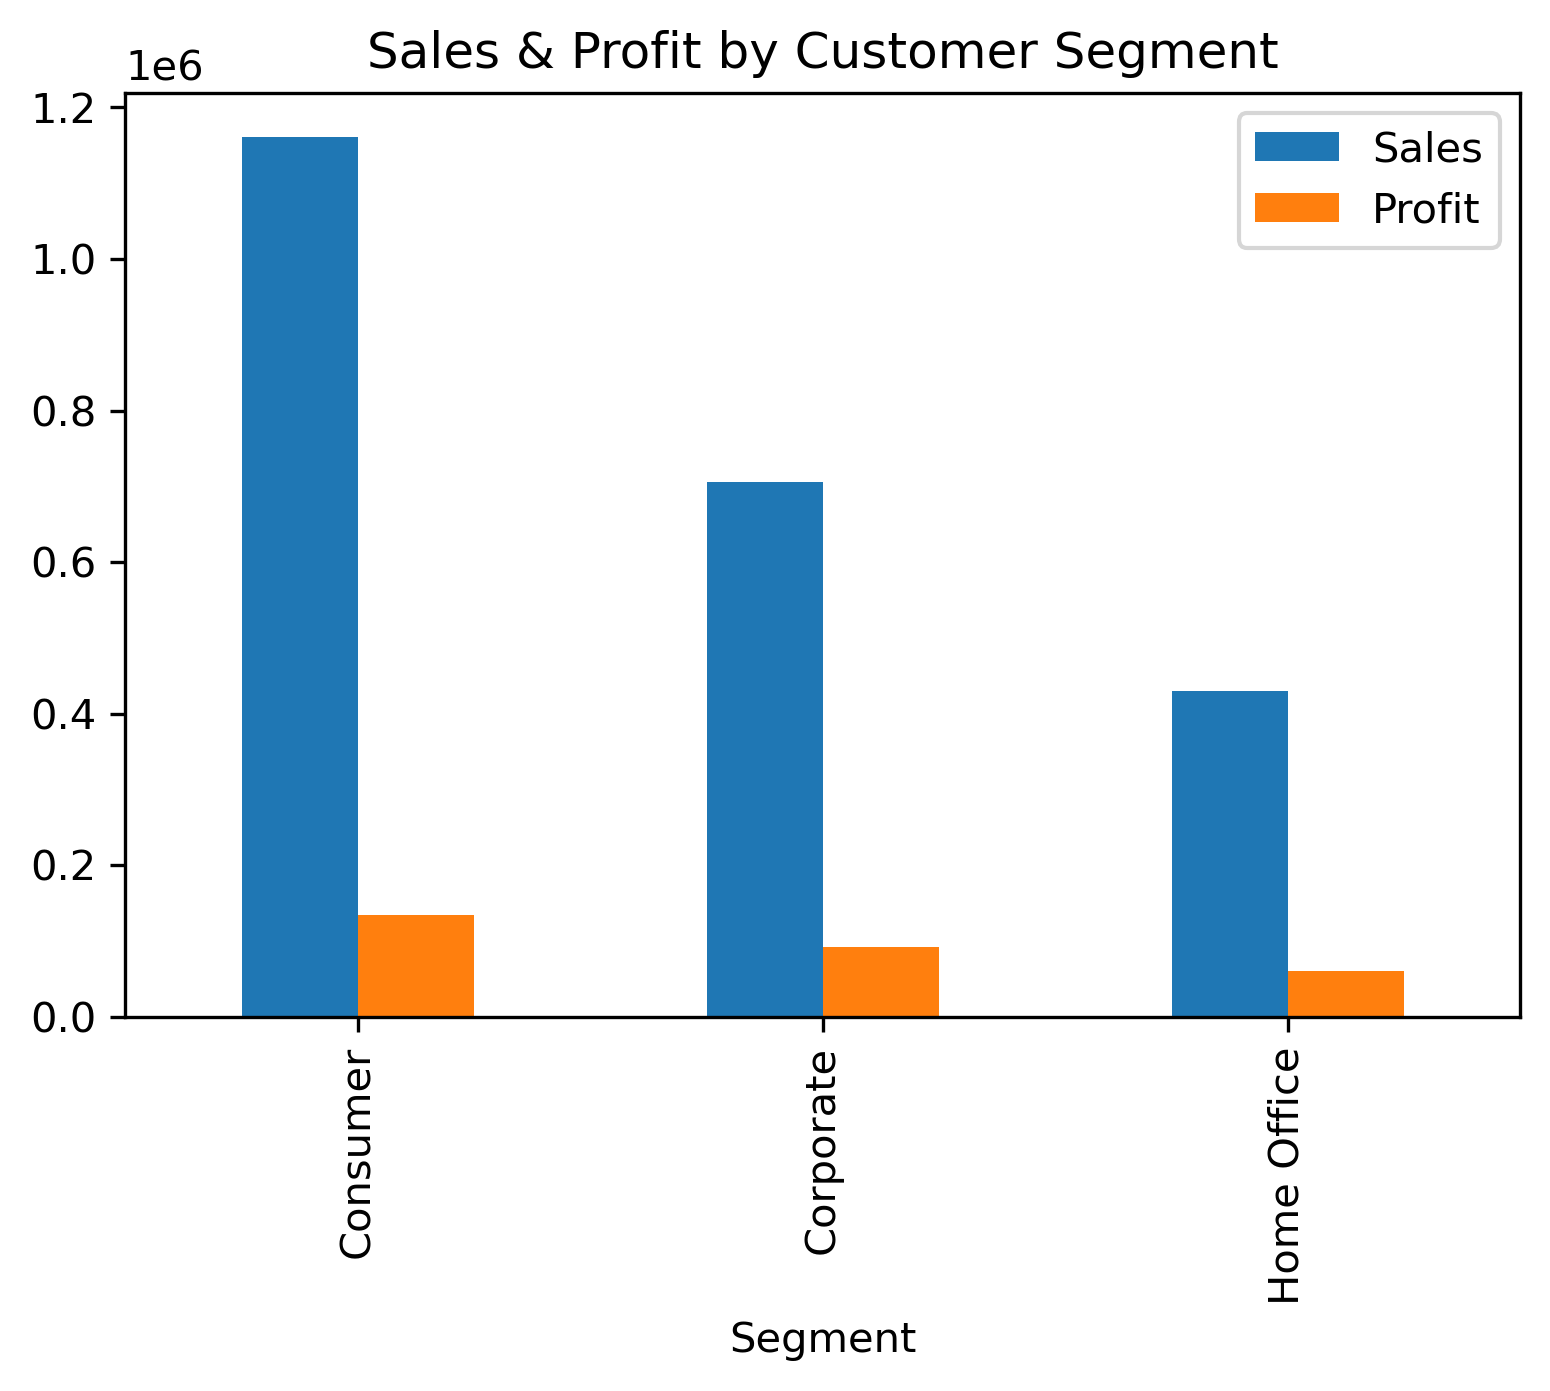 Sales & Profit by Customer Segment
1e6
1.2
1.0
0.8
0.6
0.4
0.2
0.0
Sales
Profit
Consumer
Corporate
Home Office
Segment